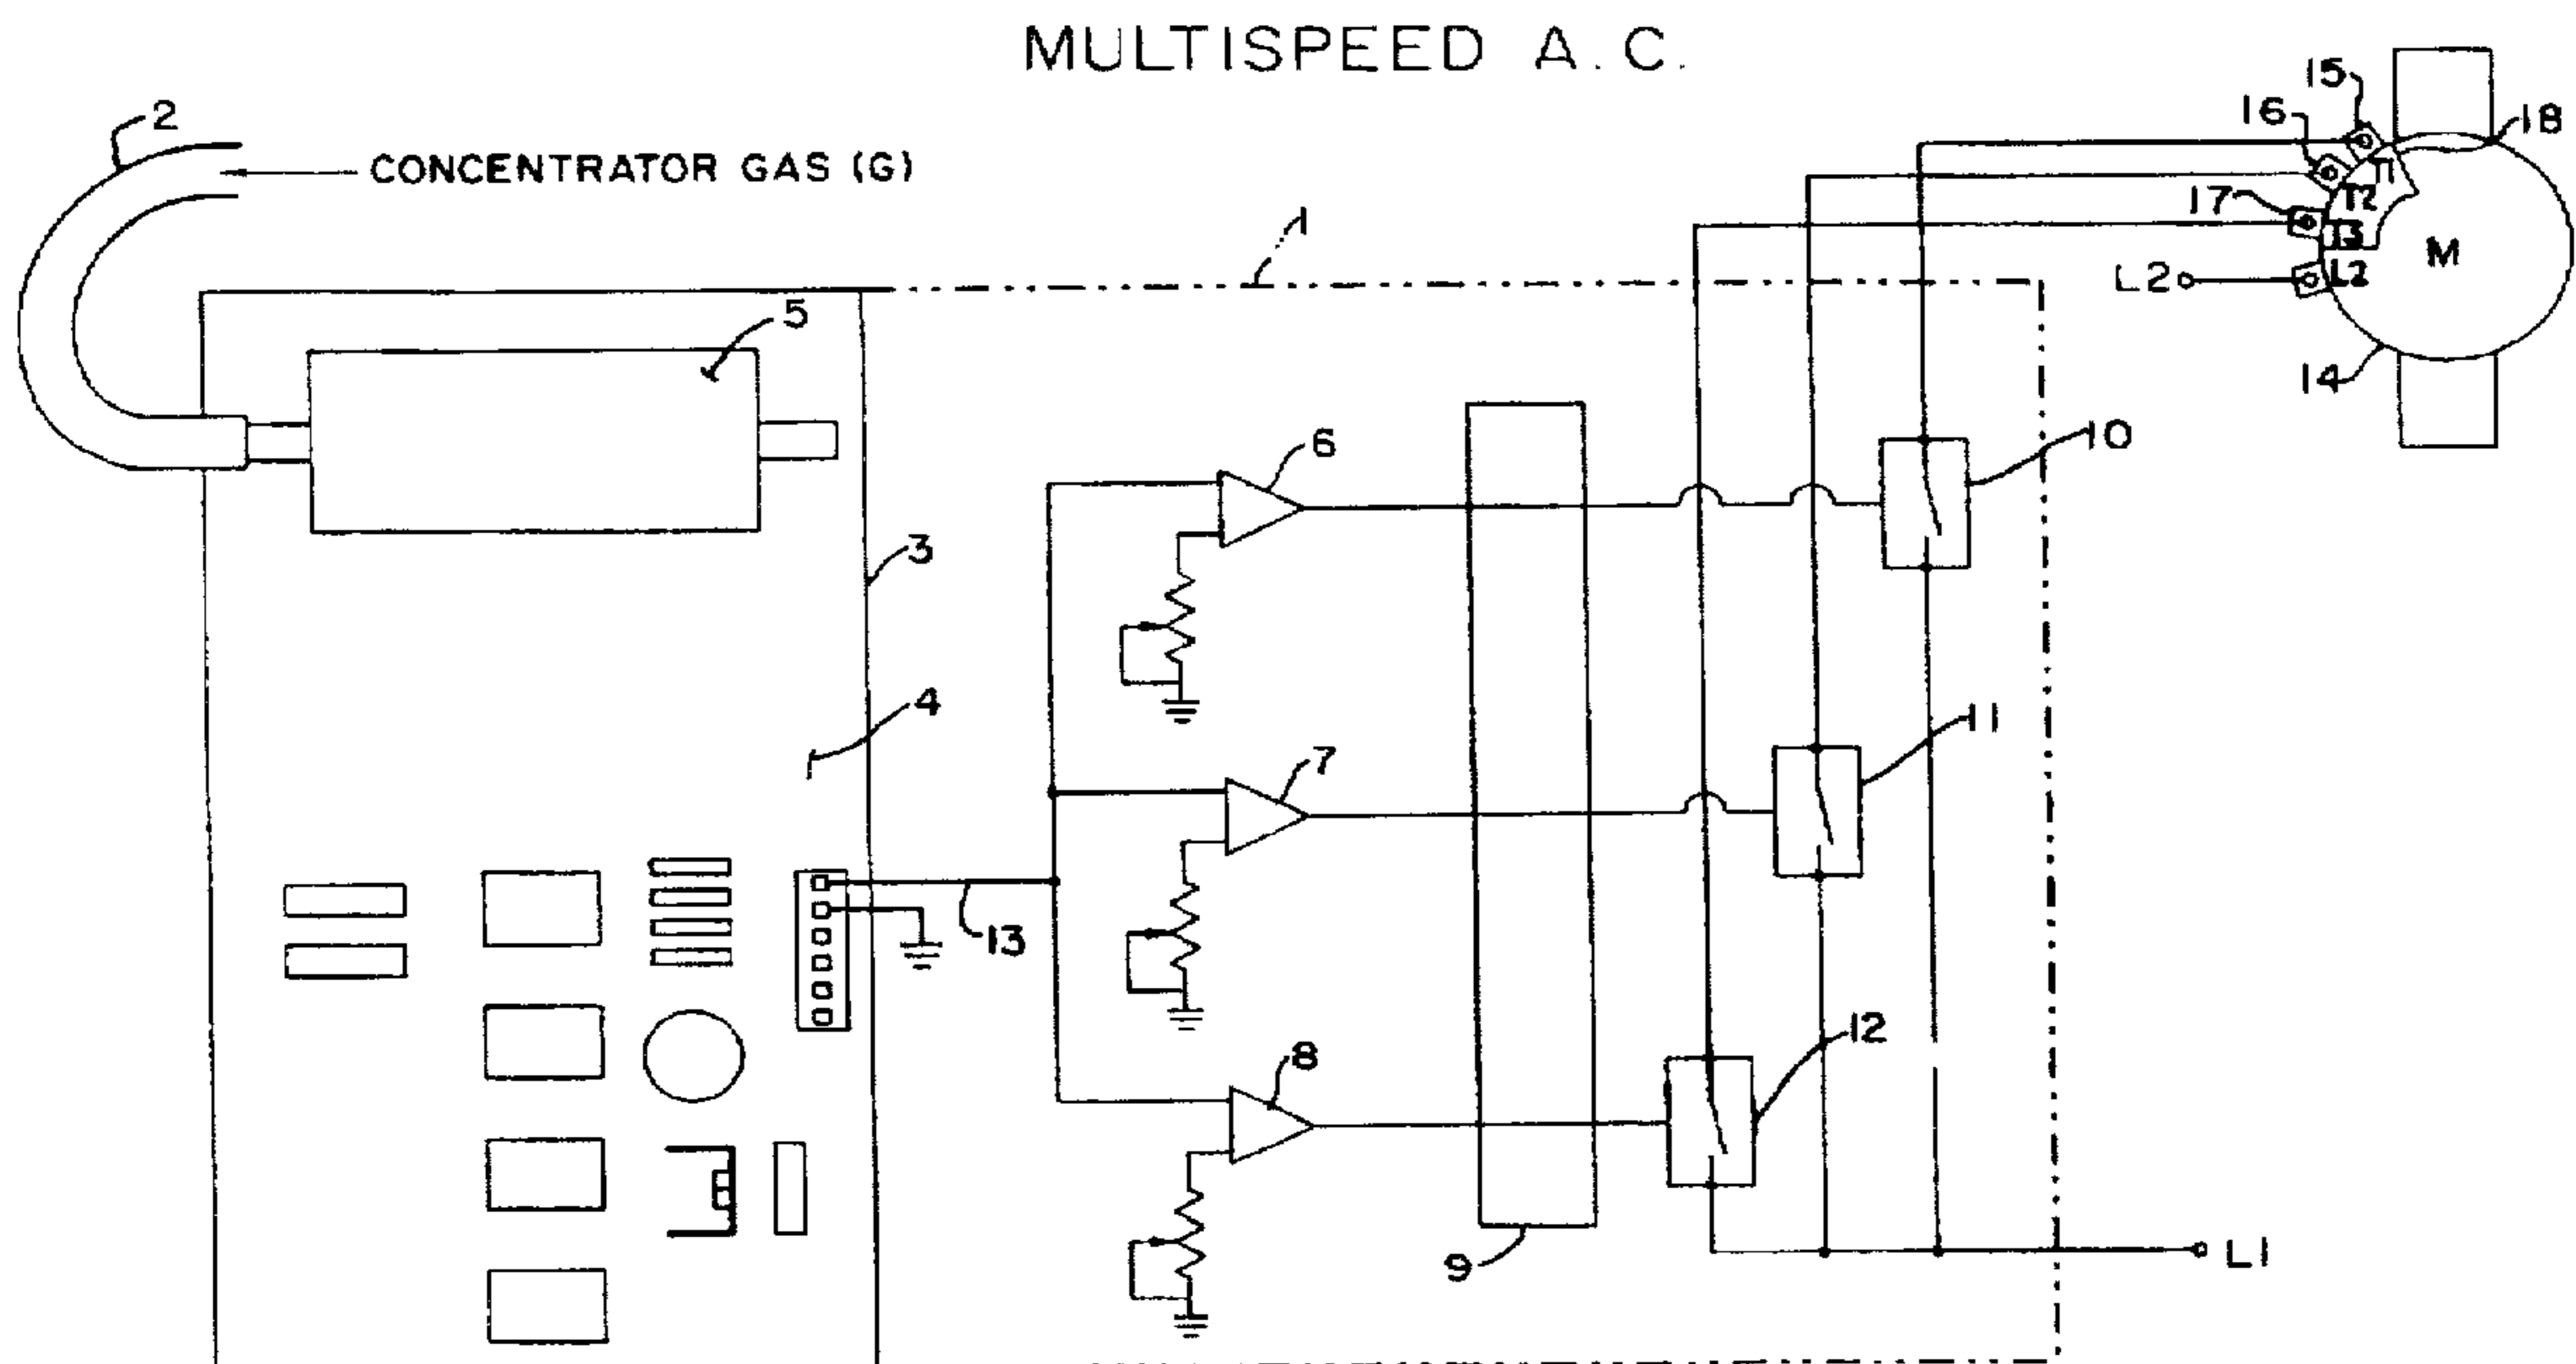 MULTISPEED A.C.
2
CONCENTRATOR GAS (G)
15
16
18
T1
T2
17
T3
1
M
L2
L2
5
14
6
10
3
4
11
7
13
12
8
9
L1